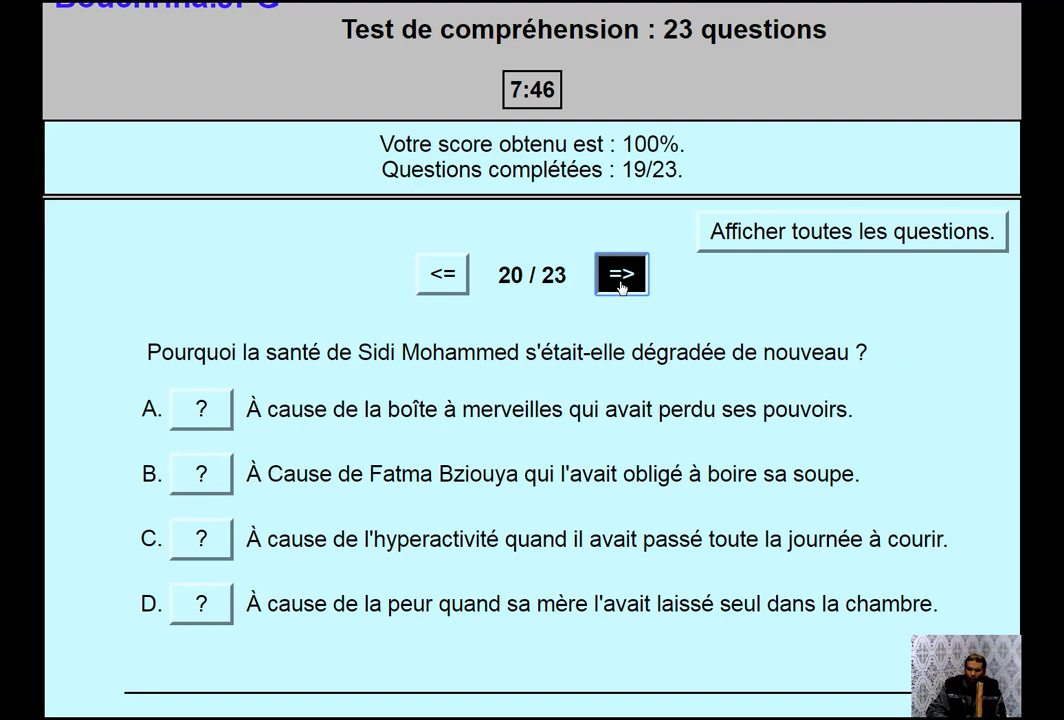 Test de compréhension : 23 questions
7:46
Votre score obtenu est : 100%.
Questions complétées : 19/23.
Afficher toutes les questions.
<= 20 / 23 =>
Pourquoi la santé de Sidi Mohammed s'était-elle dégradée de nouveau ?
A. ? À cause de la boîte à merveilles qui avait perdu ses pouvoirs.
B. ? À Cause de Fatma Bziouya qui l'avait obligé à boire sa soupe.
C. ? À cause de l'hyperactivité quand il avait passé toute la journée à courir.
D. ? À cause de la peur quand sa mère l'avait laissé seul dans la chambre.